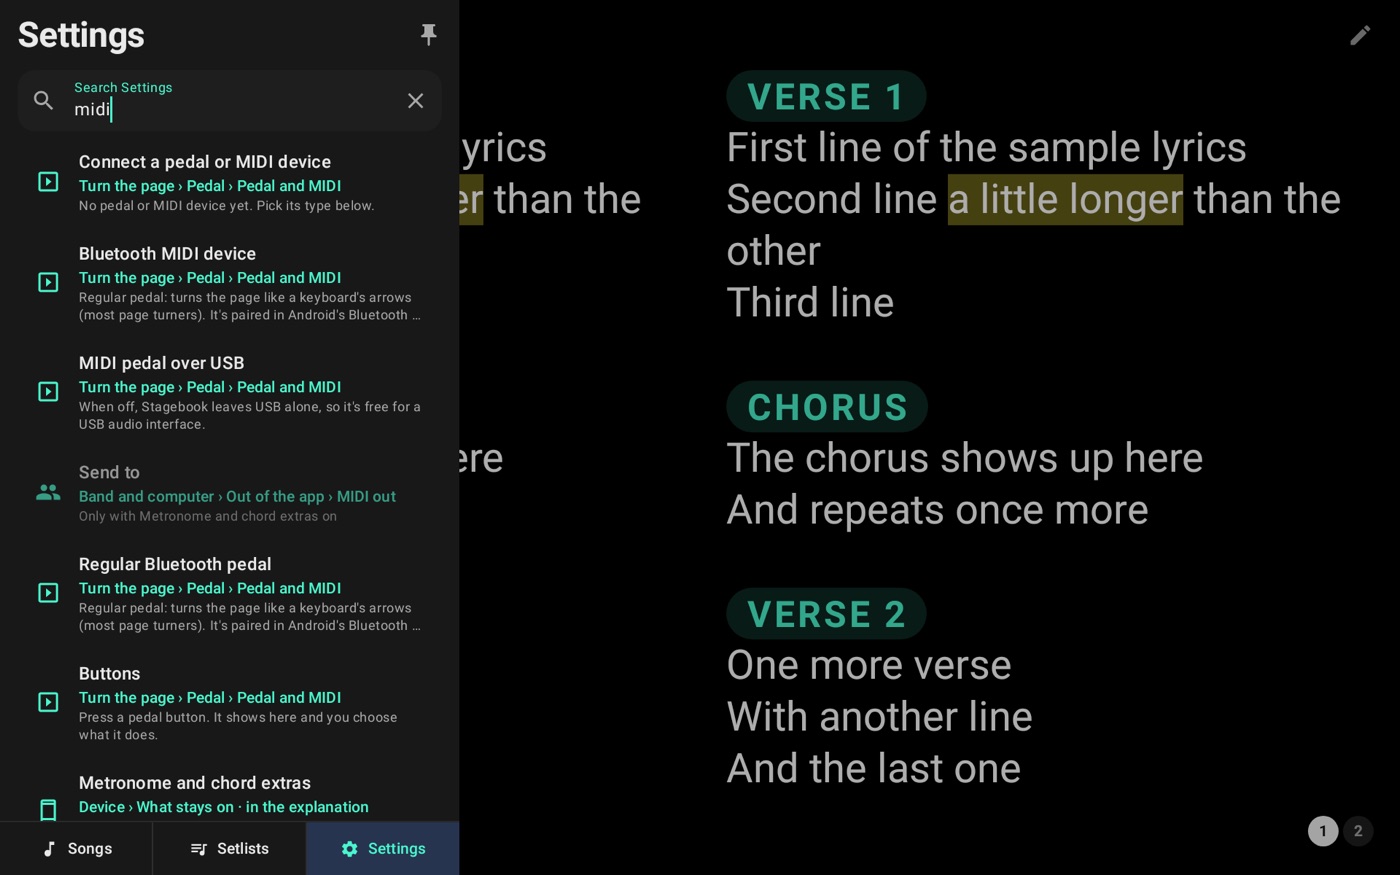 Settings
Search Settings
midi
Connect a pedal or MIDI device
Turn the page › Pedal › Pedal and MIDI
No pedal or MIDI device yet. Pick its type below.
Bluetooth MIDI device
Turn the page › Pedal › Pedal and MIDI
Regular pedal: turns the page like a keyboard's arrows
(most page turners). It's paired in Android's Bluetooth ...
MIDI pedal over USB
Turn the page › Pedal › Pedal and MIDI
When off, Stagebook leaves USB alone, so it's free for a
USB audio interface.
Send to
Band and computer › Out of the app › MIDI out
Only with Metronome and chord extras on
Regular Bluetooth pedal
Turn the page › Pedal › Pedal and MIDI
Regular pedal: turns the page like a keyboard's arrows
(most page turners). It's paired in Android's Bluetooth ...
Buttons
Turn the page › Pedal › Pedal and MIDI
Press a pedal button. It shows here and you choose
what it does.
Metronome and chord extras
Device › What stays on · in the explanation
Songs
Setlists
Settings
yrics
er than the
ere
VERSE 1
First line of the sample lyrics
Second line a little longer than the
other
Third line
CHORUS
The chorus shows up here
And repeats once more
VERSE 2
One more verse
With another line
And the last one
1 2